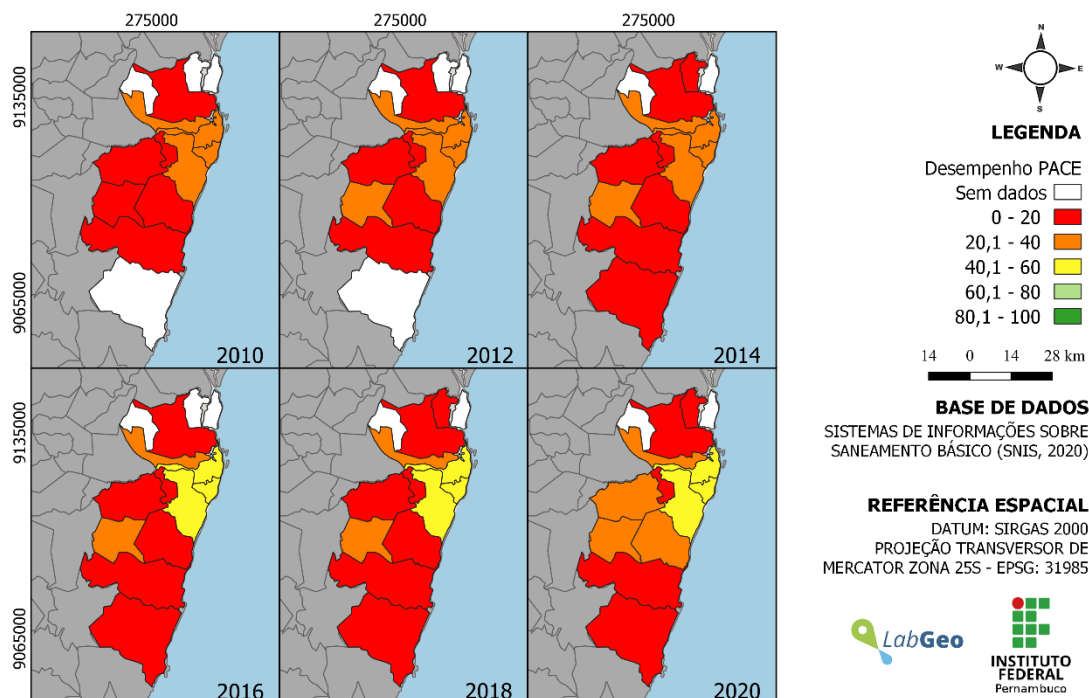 275000
275000
275000
9135000
9065000
2010
2012
2014
9135000
9065000
2016
2018
2020
N
W
E
S
LEGENDA
Desempenho PACE
Sem dados
0 - 20
20,1 - 40
40,1 - 60
60,1 - 80
80,1 - 100
14 0 14 28 km
BASE DE DADOS
SISTEMAS DE INFORMAÇÕES SOBRE
SANEAMENTO BÁSICO (SNIS, 2020)
REFERÊNCIA ESPACIAL
DATUM: SIRGAS 2000
PROJEÇÃO TRANSVERSOR DE
MERCATOR ZONA 25S - EPSG: 31985
LabGeo
INSTITUTO
FEDERAL
Pernambuco